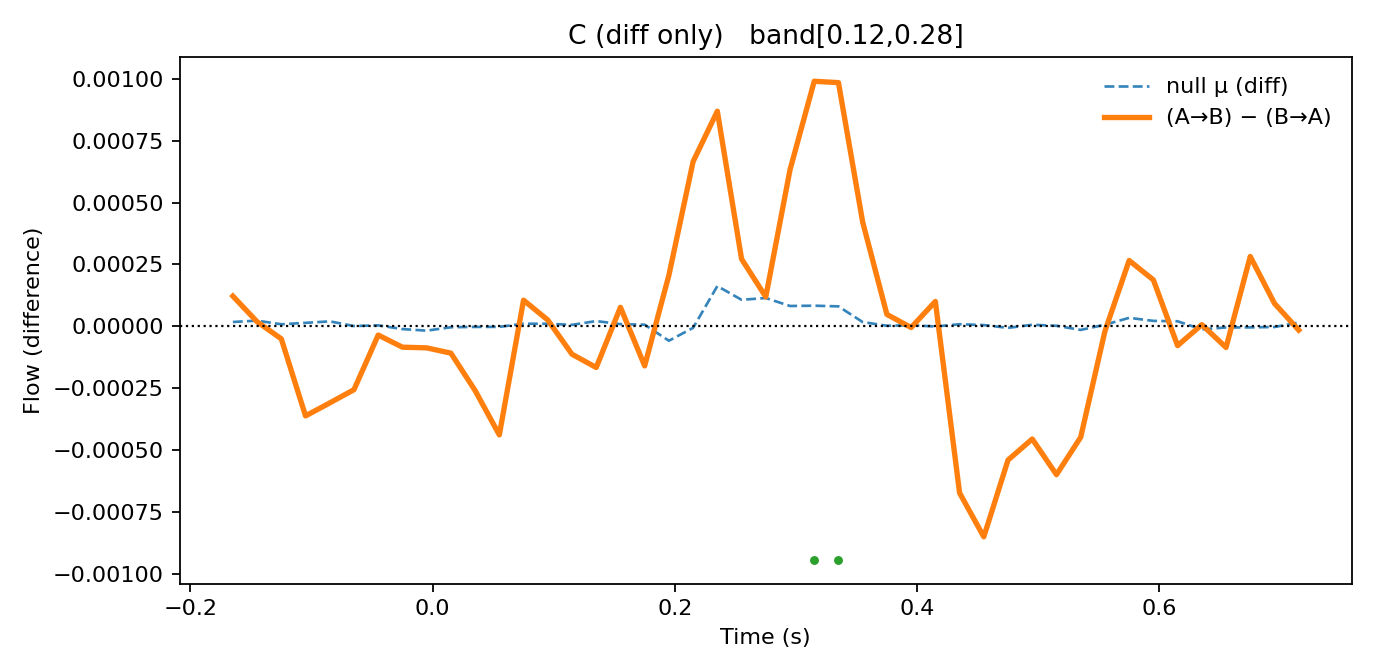 C (diff only)   band[0.12,0.28]
null μ (diff)
(A→B) − (B→A)
0.00100
0.00075
0.00050
0.00025
0.00000
−0.00025
−0.00050
−0.00075
−0.00100
Flow (difference)
−0.2
0.0
0.2
0.4
0.6
Time (s)